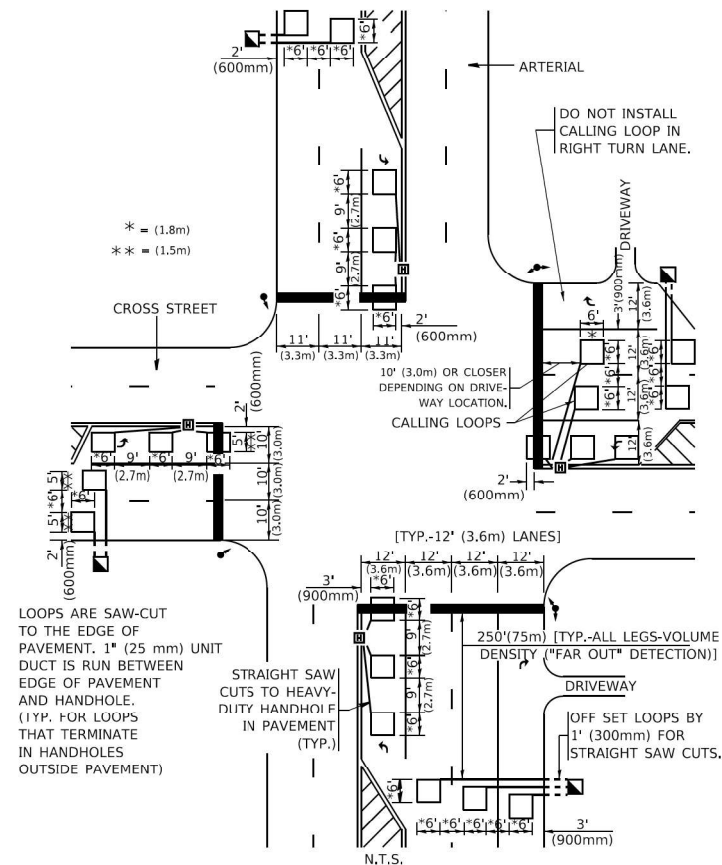 *6'
*6' *6' *6'
2'
(600mm)
ARTERIAL
DO NOT INSTALL
CALLING LOOP IN
RIGHT TURN LANE.
* = (1.8m)
** = (1.5m)
*6'
9'
(2.7m)
*6'
9'
(2.7m)
*6'
H
DRIVEWAY
3'(900mm)
12'
(3.6m)
CROSS STREET
*6'
2'
(600mm)
11' 11' 11'
(3.3m) (3.3m) (3.3m)
6'
*
*6'
*6'
*6'
12'
(3.6m)
12'
(3.6m)
12'
(3.6m)
*6'
*6'
*6'
10' (3,0m) OR CLOSER
DEPENDING ON DRIVE-
WAY LOCATION.
CALLING LOOPS
2'
(600mm)
H
2'
(600mm)
H
5'
**
10'
(3.0m)
10'
(3.0m)
10'
(3.0m)
*6' 9' *6' 9' *6'
(2.7m) (2.7m)
5'
**
*6'
*6'
5'
**
2'
(600mm)
[TYP.-12' (3.6m) LANES]
12' 12' 12' 12'
(3.6m) (3.6m) (3.6m) (3.6m)
3'
(900mm)
*6'
*6'
9'
(2.7m)
*6'
9'
(2.7m)
*6'
H
250'(75m) [TYP.-ALL LEGS-VOLUME
DENSITY ("FAR OUT" DETECTION)]
DRIVEWAY
LOOPS ARE SAW-CUT
TO THE EDGE OF
PAVEMENT. 1" (25 mm) UNIT
DUCT IS RUN BETWEEN
EDGE OF PAVEMENT
AND HANDHOLE.
(TYP. FOR LOOPS
THAT TERMINATE
IN HANDHOLES
OUTSIDE PAVEMENT)
STRAIGHT SAW
CUTS TO HEAVY-
DUTY HANDHOLE
IN PAVEMENT
(TYP.)
OFF SET LOOPS BY
1' (300mm) FOR
STRAIGHT SAW CUTS.
*6'
*6' *6' *6' *6'
3'
(900mm)
N.T.S.